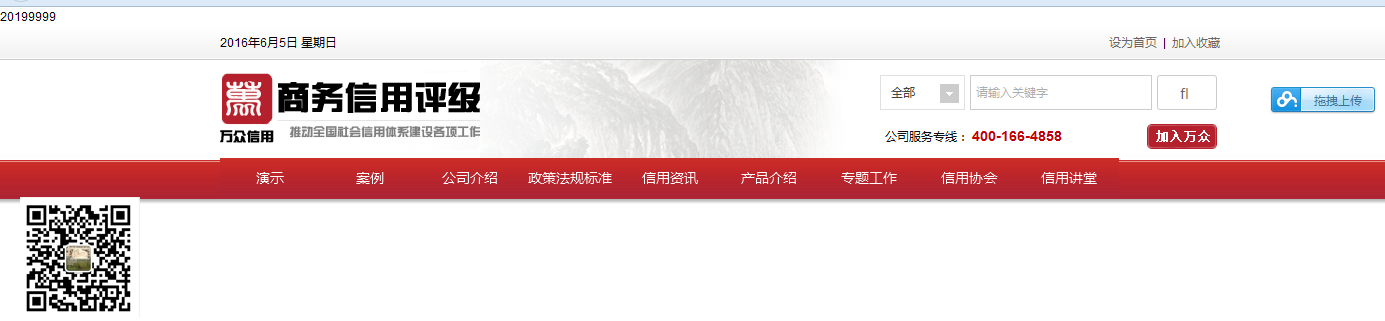 20199999
2016年6月5日 星期日
设为首页 | 加入收藏
商务信用评级
万众信用
推动全国社会信用体系建设各项工作
全部
请输入关键字
fl
拖拽上传
公司服务专线： 400-166-4858
加入万众
演示 案例 公司介绍 政策法规标准 信用资讯 产品介绍 专题工作 信用协会 信用讲堂